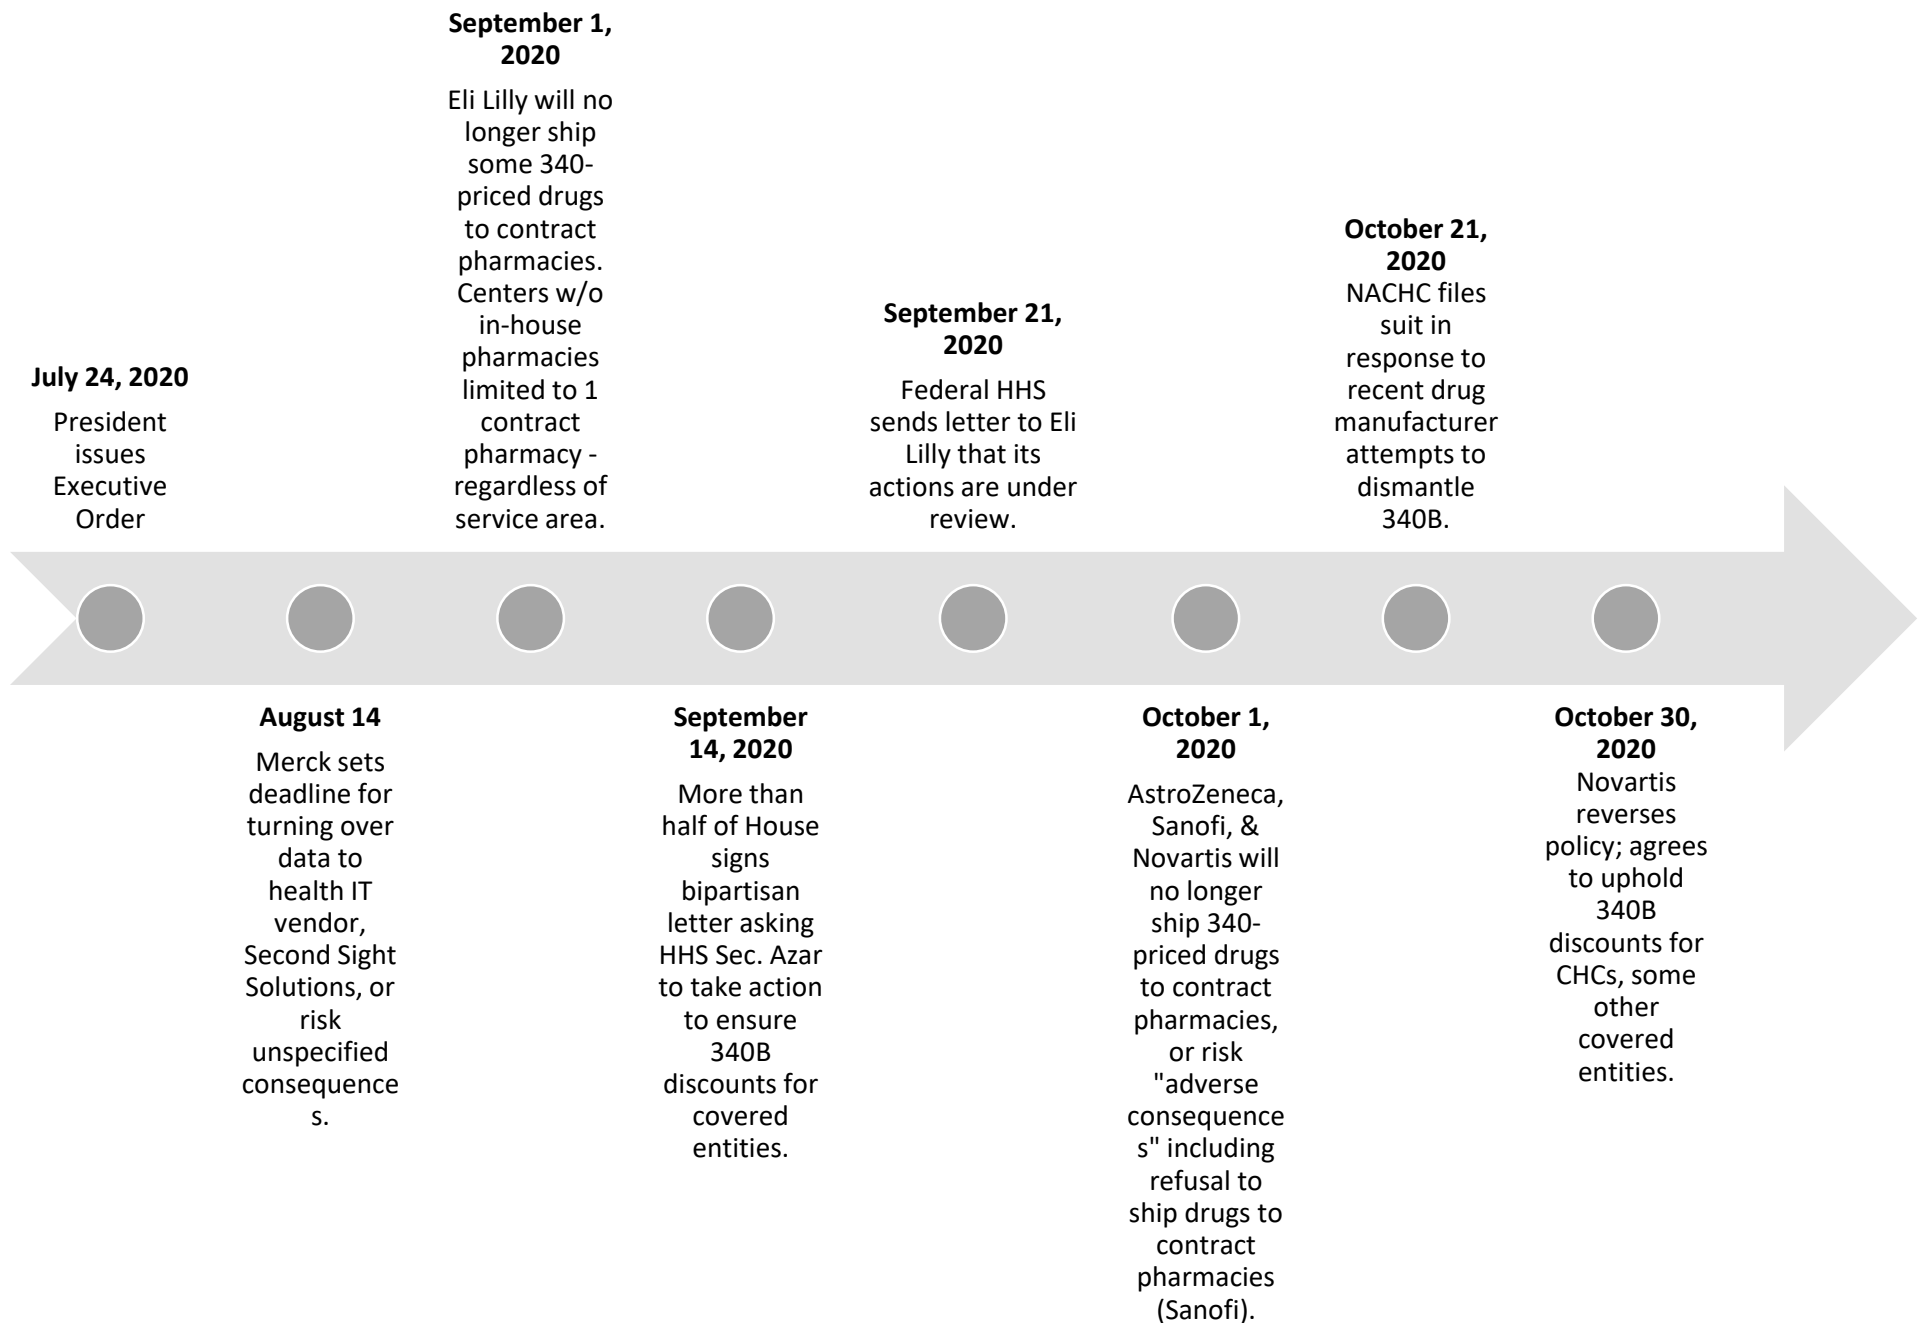 July 24, 2020
President
issues
Executive
Order
August 14
Merck sets
deadline for
turning over
data to
health IT
vendor,
Second Sight
Solutions, or
risk
unspecified
consequence
s.
September 1,
2020
Eli Lilly will no
longer ship
some 340-
priced drugs
to contract
pharmacies.
Centers w/o
in-house
pharmacies
limited to 1
contract
pharmacy -
regardless of
service area.
September
14, 2020
More than
half of House
signs
bipartisan
letter asking
HHS Sec. Azar
to take action
to ensure
340B
discounts for
covered
entities.
September 21,
2020
Federal HHS
sends letter to Eli
Lilly that its
actions are under
review.
October 1,
2020
AstroZeneca,
Sanofi, &
Novartis will
no longer
ship 340-
priced drugs
to contract
pharmacies,
or risk
"adverse
consequence
s" including
refusal to
ship drugs to
contract
pharmacies
(Sanofi).
October 21,
2020
NACHC files
suit in
response to
recent drug
manufacturer
attempts to
dismantle
340B.
October 30,
2020
Novartis
reverses
policy; agrees
to uphold
340B
discounts for
CHCs, some
other
covered
entities.